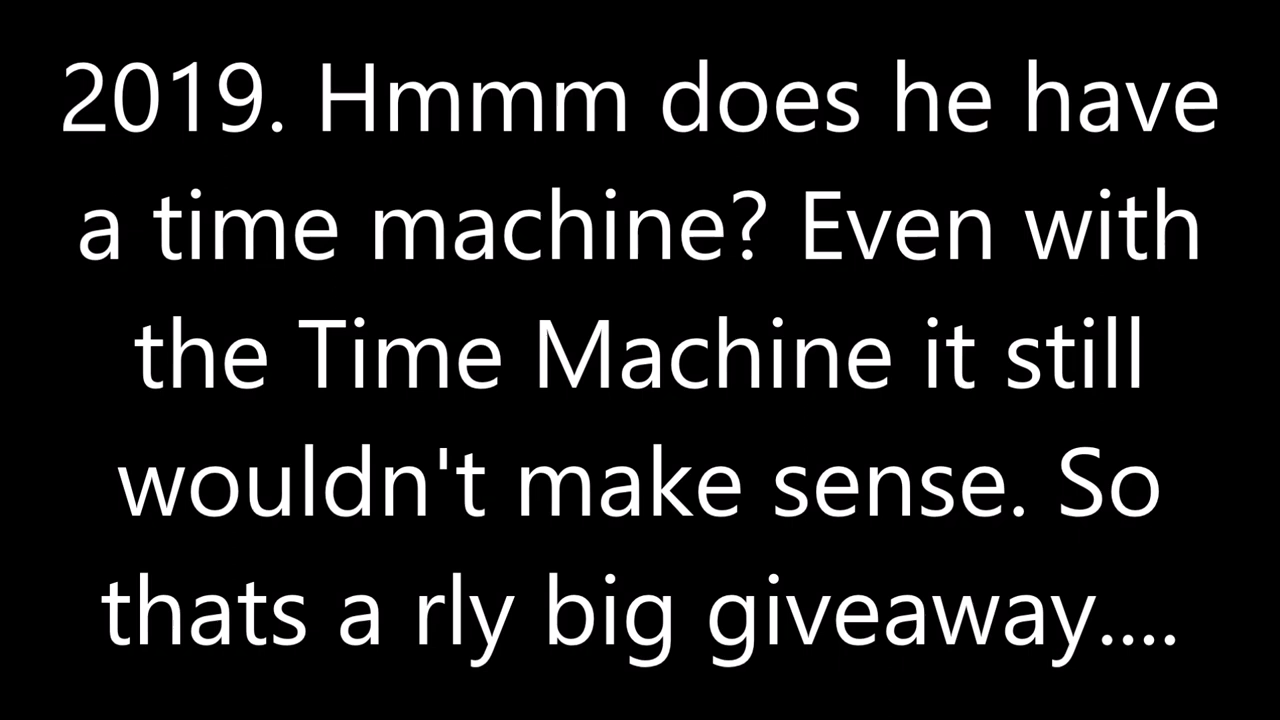 2019. Hmmm does he have
a time machine? Even with
the Time Machine it still
wouldn't make sense. So
thats a rly big giveaway....